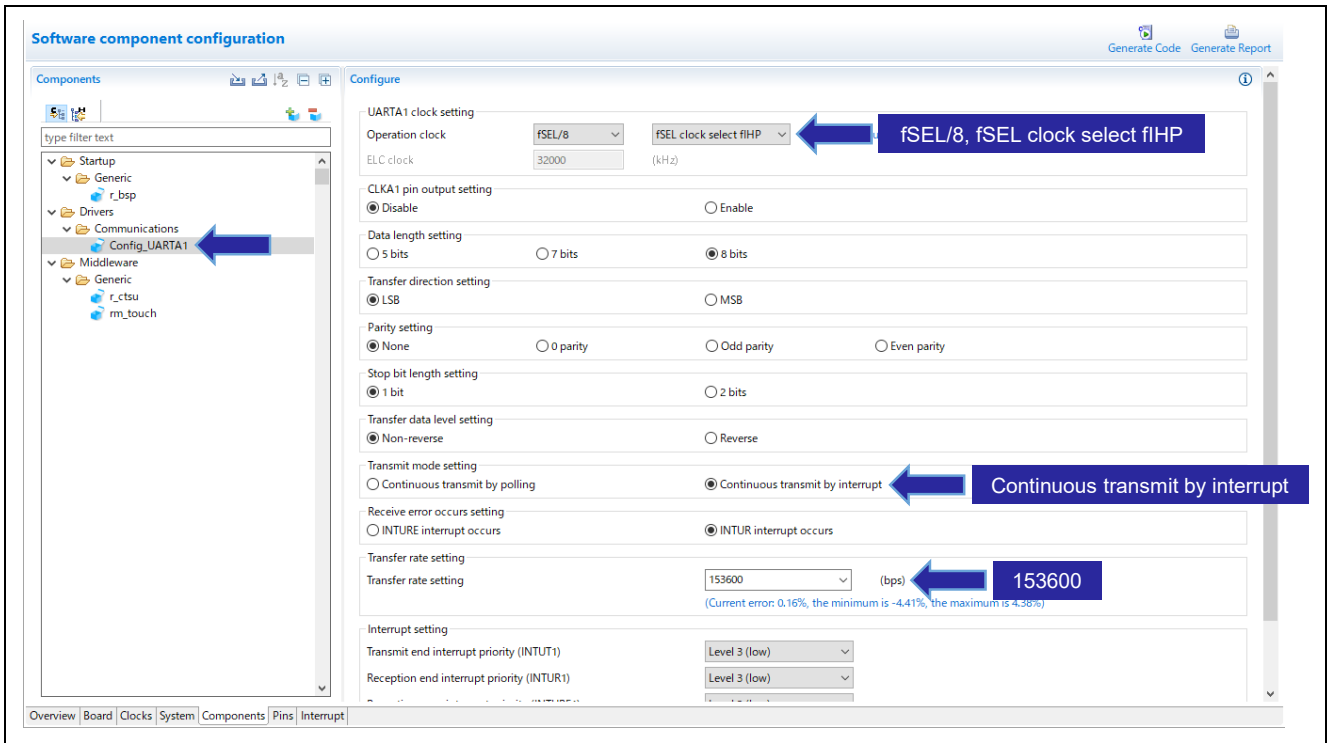 Software component configuration
Generate Code Generate Report
Components
Configure
type filter text
Startup
Generic
r_bsp
Drivers
Communications
Config_UARTA1
Middleware
Generic
r_ctsu
rm_touch
UARTA1 clock setting
Operation clock fSEL/8 fSEL clock select fIHP
fSEL/8, fSEL clock select fIHP
ELC clock 32000 (kHz)
CLKA1 pin output setting
Disable Enable
Data length setting
5 bits 7 bits 8 bits
Transfer direction setting
LSB MSB
Parity setting
None 0 parity Odd parity Even parity
Stop bit length setting
1 bit 2 bits
Transfer data level setting
Non-reverse Reverse
Transmit mode setting
Continuous transmit by polling Continuous transmit by interrupt
Continuous transmit by interrupt
Receive error occurs setting
INTURE interrupt occurs INTUR interrupt occurs
Transfer rate setting
Transfer rate setting 153600 (bps)
153600
(Current error: 0.16%, the minimum is -4.41%, the maximum is 4.38%)
Interrupt setting
Transmit end interrupt priority (INTUT1) Level 3 (low)
Reception end interrupt priority (INTUR1) Level 3 (low)
Overview Board Clocks System Components Pins Interrupt